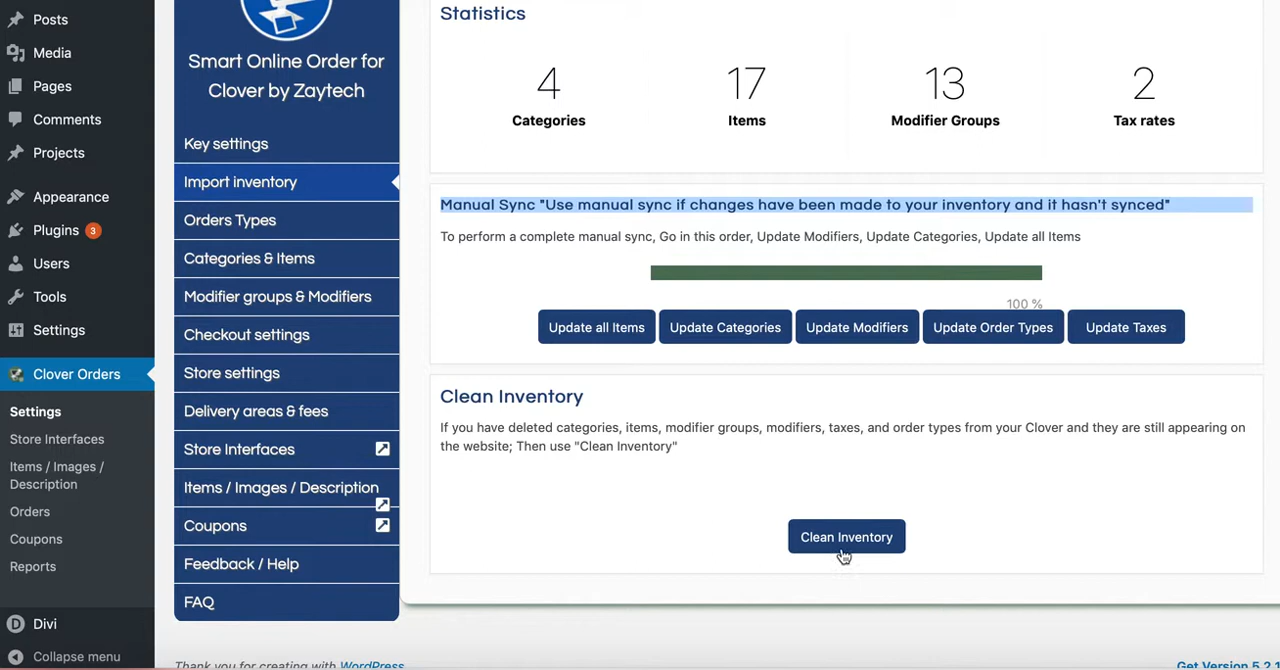 Posts
Media
Pages
Comments
Projects
Appearance
Plugins 3
Users
Tools
Settings
Clover Orders
Settings
Store Interfaces
Items / Images /
Description
Orders
Coupons
Reports
Divi
Collapse menu
Smart Online Order for
Clover by Zaytech
Key settings
Import inventory
Orders Types
Categories & Items
Modifier groups & Modifiers
Checkout settings
Store settings
Delivery areas & fees
Store Interfaces
Items / Images / Description
Coupons
Feedback / Help
FAQ
Statistics
4 17 13 2
Categories Items Modifier Groups Tax rates
Manual Sync "Use manual sync if changes have been made to your inventory and it hasn't synced"
To perform a complete manual sync, Go in this order, Update Modifiers, Update Categories, Update all Items
100 %
Update all Items Update Categories Update Modifiers Update Order Types Update Taxes
Clean Inventory
If you have deleted categories, items, modifier groups, modifiers, taxes, and order types from your Clover and they are still appearing on
the website; Then use "Clean Inventory"
Clean Inventory
Thank you for creating with WordPress
Get Version 5.2.1